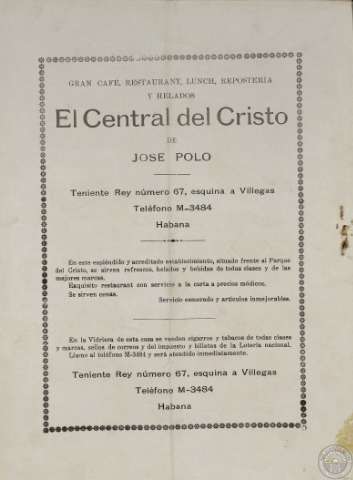 GRAN CAFE, RESTAURANT, LUNCH, REPOSTERIA
Y HELADOS
El Central del Cristo
DE
JOSE POLO
Teniente Rey número 67, esquina a Villegas
Teléfono M-3484
Habana
En este espléndido y acreditado establecimiento, situado frente al Parque
del Cristo, se sirven refrescos, helados y bebidas de todas clases y de las
mejores marcas.
Exquisito restaurant con servicio a la carta a precios módicos.
Se sirven cenas.
Servicio esmerado y artículos inmejorables.
En la Vidriera de esta casa se venden cigarros y tabacos de todas clases
y marcas, sellos de correos y del impuesto y billetes de la Lotería nacional.
Llame al teléfono M-3484 y será atendido inmediatamente.
Teniente Rey número 67, esquina a Villegas
Teléfono M-3484
Habana